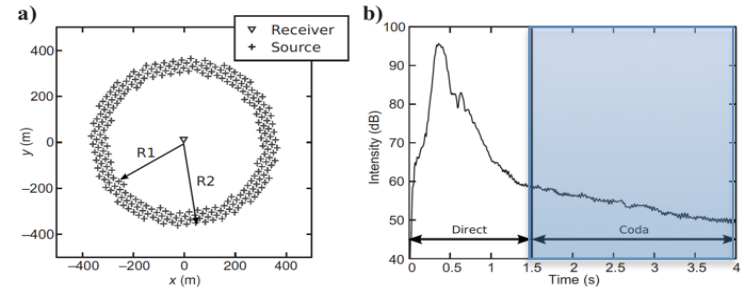 a)
Receiver
Source
400
200
0
−200
−400
y (m)
R1
R2
−400 −200 0 200 400
x (m)
b)
100
90
80
70
60
50
40
Intensity (dB)
Direct
Coda
0 0.5 1 1.5 2 2.5 3 3.5 4
Time (s)